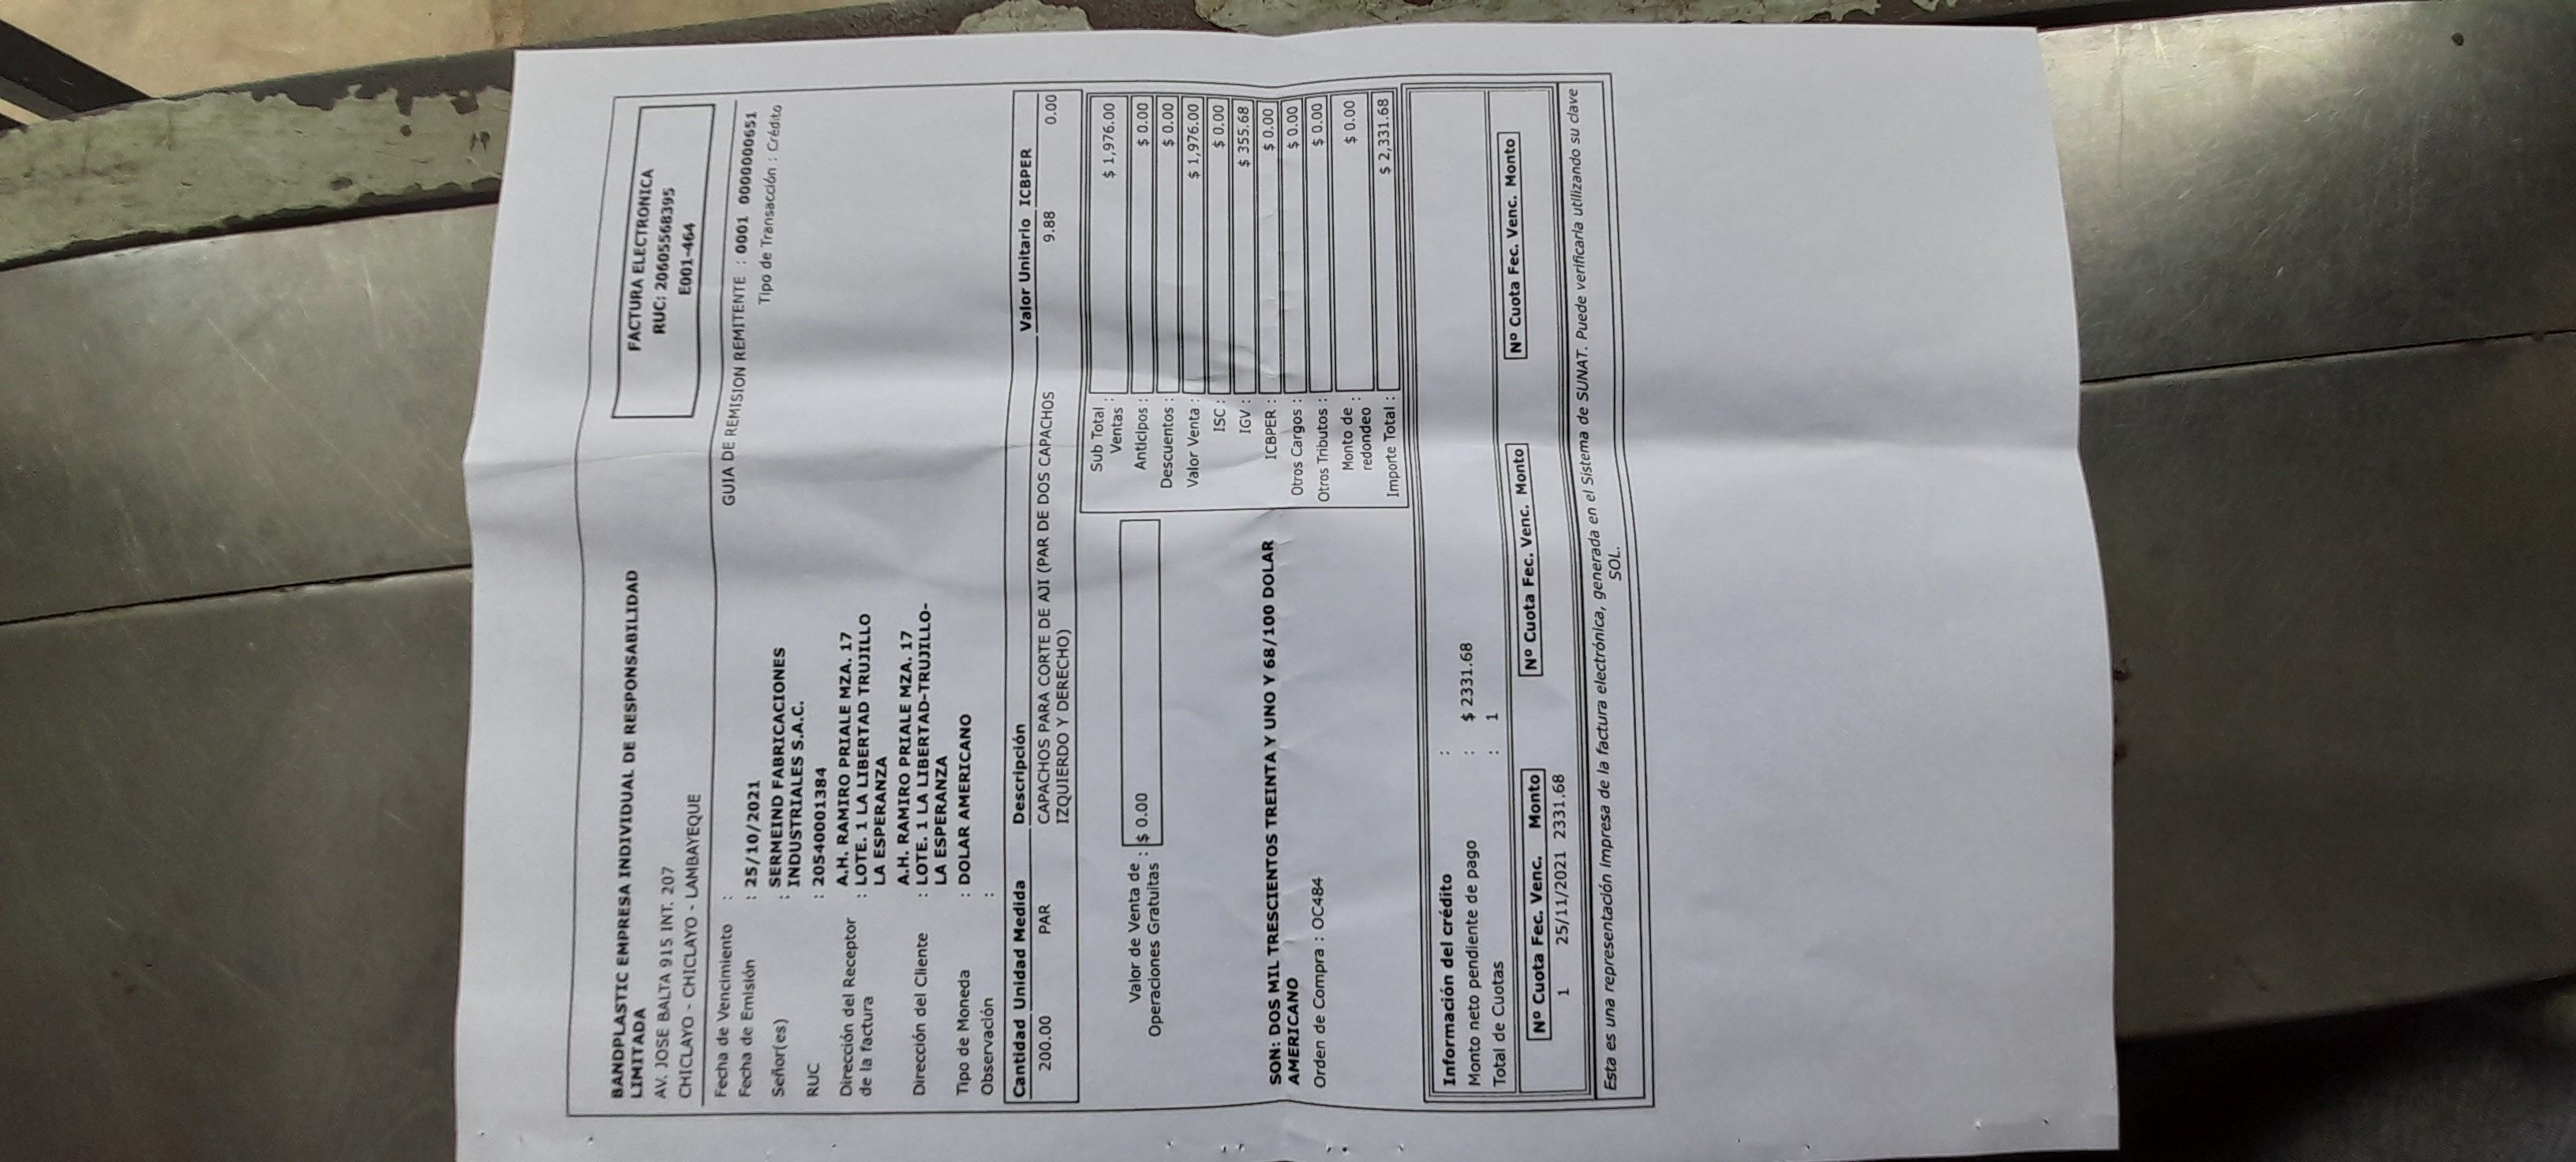 BANDPLASTIC EMPRESA INDIVIDUAL DE RESPONSABILIDAD
LIMITADA
AV. JOSE BALTA 915 INT. 207
CHICLAYO - CHICLAYO - LAMBAYEQUE
FACTURA ELECTRONICA
RUC: 20605568395
E001-464
Fecha de Vencimiento :
GUIA DE REMISION REMITENTE : 0001 0000000651
Fecha de Emisión : 25/10/2021
Tipo de Transacción : Crédito
Señor(es) : SERMEIND FABRICACIONES
INDUSTRIALES S.A.C.
RUC : 20540001384
Dirección del Receptor de la factura : A.H. RAMIRO PRIALE MZA. 17
LOTE. 1 LA LIBERTAD TRUJILLO
LA ESPERANZA
Dirección del Cliente : A.H. RAMIRO PRIALE MZA. 17
LOTE. 1 LA LIBERTAD-TRUJILLO-
LA ESPERANZA
Tipo de Moneda : DOLAR AMERICANO
Observación :
Cantidad Unidad Medida Descripción Valor Unitario ICBPER
200.00 PAR CAPACHOS PARA CORTE DE AJI (PAR DE DOS CAPACHOS 9.88 0.00
IZQUIERDO Y DERECHO)
Valor de Venta de Operaciones Gratuitas : $ 0.00
Sub Total Ventas : $ 1,976.00
Anticipos : $ 0.00
Descuentos : $ 0.00
Valor Venta : $ 1,976.00
ISC : $ 0.00
IGV : $ 355.68
ICBPER : $ 0.00
Otros Cargos : $ 0.00
Otros Tributos : $ 0.00
Monto de redondeo : $ 0.00
Importe Total : $ 2,331.68
SON: DOS MIL TRESCIENTOS TREINTA Y UNO Y 68/100 DOLAR
AMERICANO
Orden de Compra : OC484
Información del crédito :
Monto neto pendiente de pago : $ 2331.68
Total de Cuotas : 1
Nº Cuota Fec. Venc. Monto Nº Cuota Fec. Venc. Monto Nº Cuota Fec. Venc. Monto
1 25/11/2021 2331.68
Esta es una representación impresa de la factura electrónica, generada en el Sistema de SUNAT. Puede verificarla utilizando su clave
SOL.